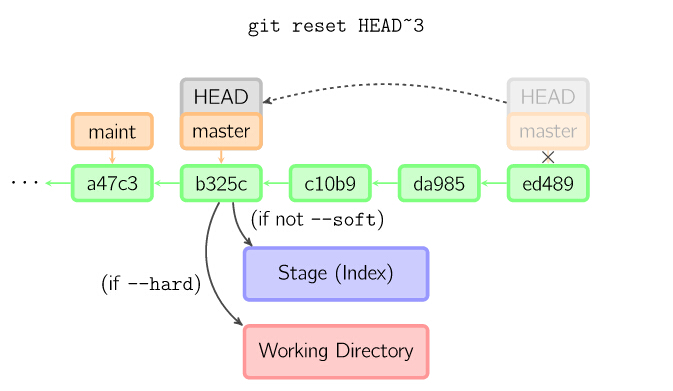 git reset HEAD~3
HEAD
HEAD
maint
master
master
... a47c3
b325c
c10b9
da985
ed489
(if not --soft)
Stage (Index)
(if --hard)
Working Directory